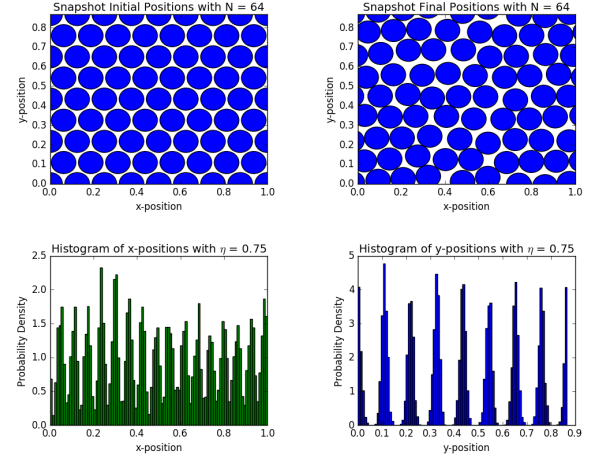 Snapshot Initial Positions with N = 64
y-position
0.8
0.7
0.6
0.5
0.4
0.3
0.2
0.1
0.0
0.0 0.2 0.4 0.6 0.8 1.0
x-position
Snapshot Final Positions with N = 64
y-position
0.8
0.7
0.6
0.5
0.4
0.3
0.2
0.1
0.0
0.0 0.2 0.4 0.6 0.8 1.0
x-position
Histogram of x-positions with η = 0.75
Probability Density
2.5
2.0
1.5
1.0
0.5
0.0
0.0 0.2 0.4 0.6 0.8 1.0
x-position
Histogram of y-positions with η = 0.75
Probability Density
5
4
3
2
1
0
0.0 0.1 0.2 0.3 0.4 0.5 0.6 0.7 0.8 0.9
y-position